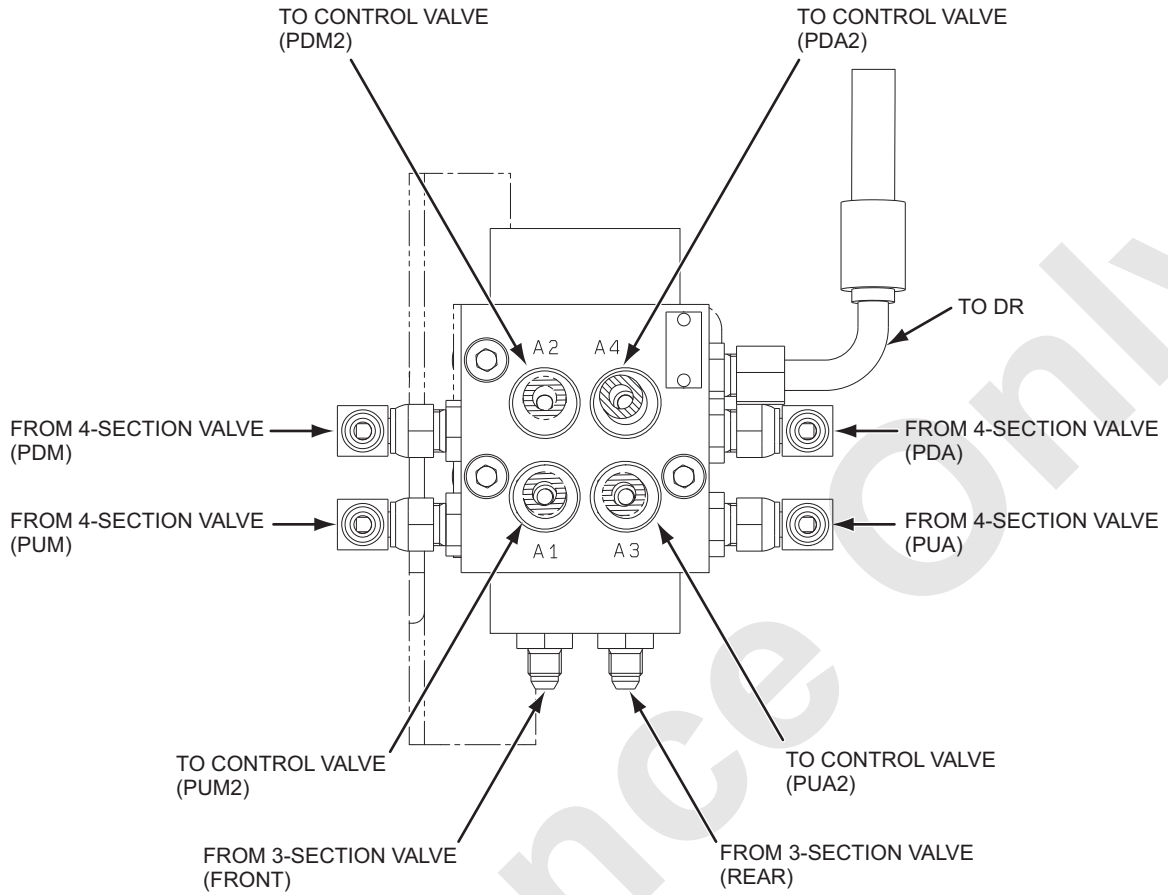 TO CONTROL VALVE
(PDM2)
TO CONTROL VALVE
(PDA2)
TO DR
A2
A4
FROM 4-SECTION VALVE
(PDM)
FROM 4-SECTION VALVE
(PDA)
FROM 4-SECTION VALVE
(PUM)
FROM 4-SECTION VALVE
(PUA)
A1
A3
TO CONTROL VALVE
(PUM2)
TO CONTROL VALVE
(PUA2)
FROM 3-SECTION VALVE
(FRONT)
FROM 3-SECTION VALVE
(REAR)
nce Only